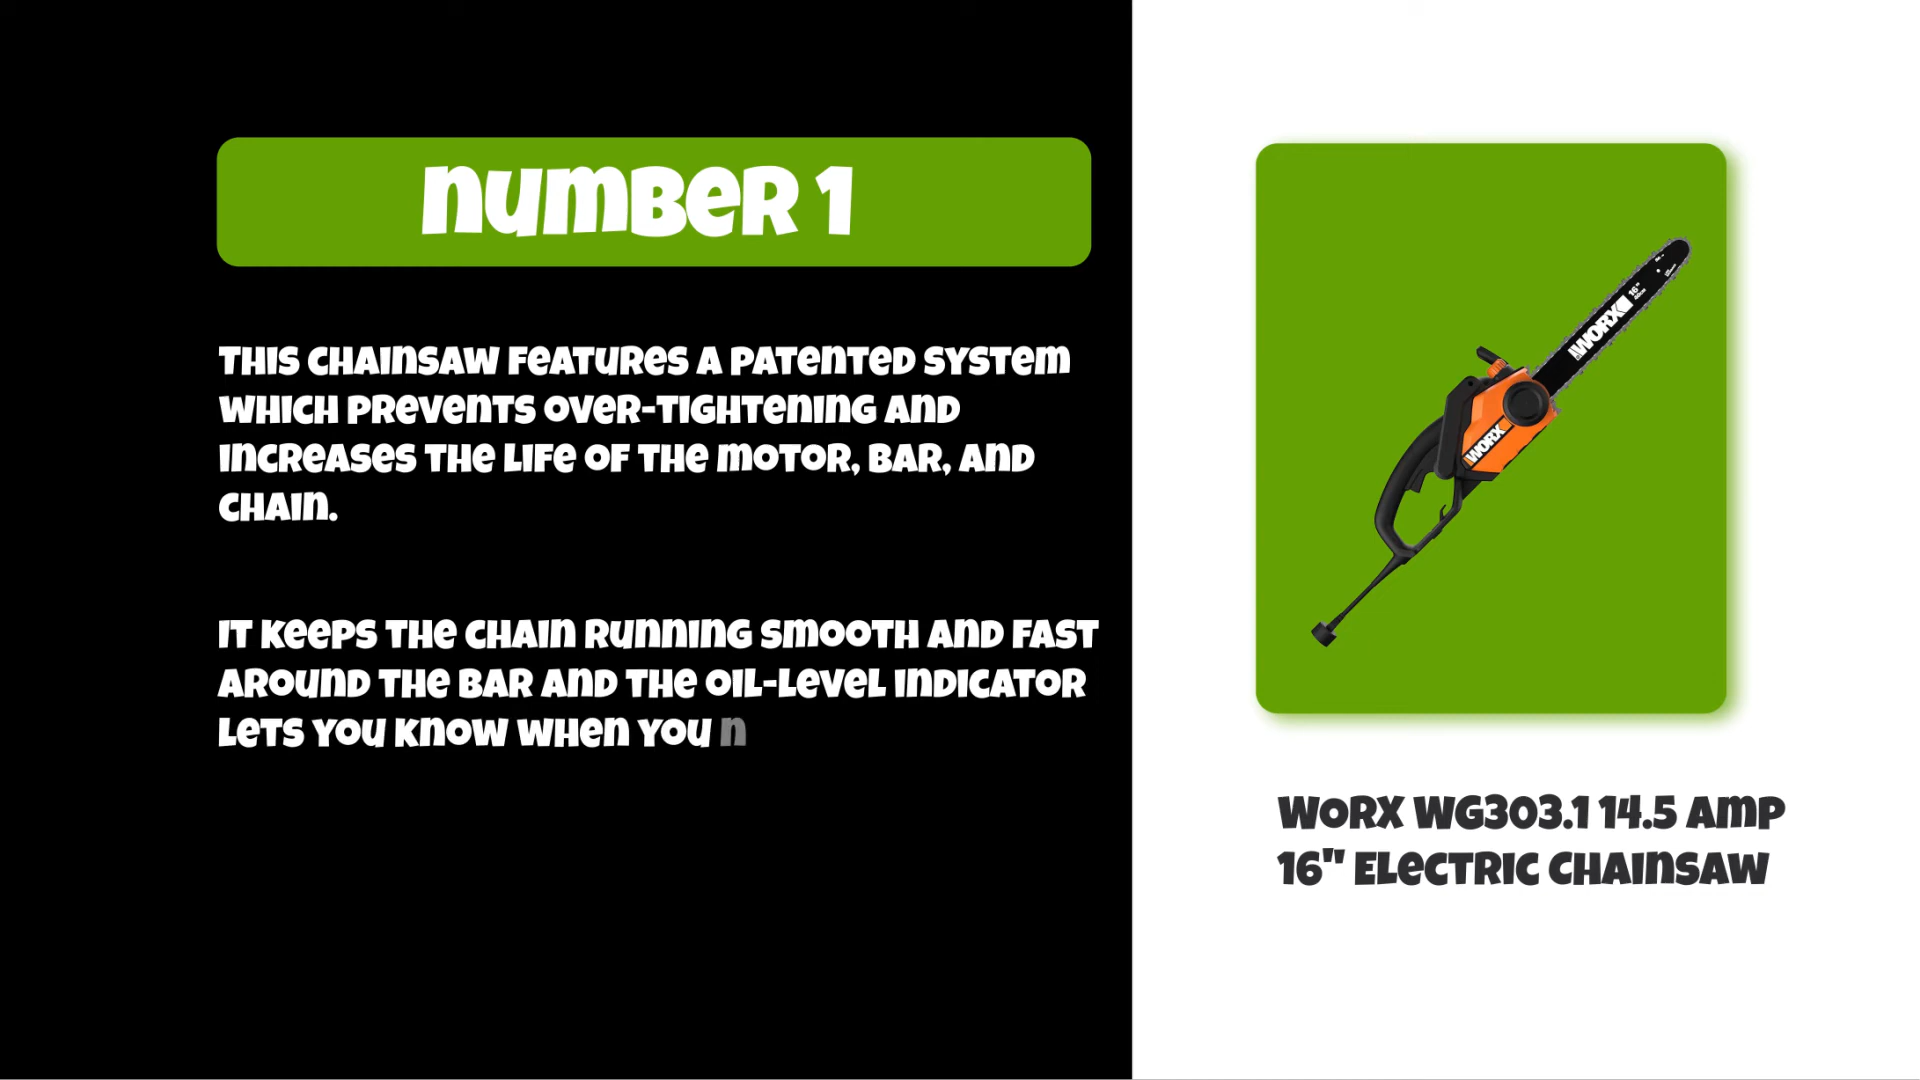 number 1
THIS CHAINSAW FEATURES A PATENTED SYSTEM
WHICH PREVENTS OVER-TIGHTENING AND
INCREASES THE LIFE OF THE MOTOR, BAR, AND
CHAIN.
IT KEEPS THE CHAIN RUNNING SMOOTH AND FAST
AROUND THE BAR AND THE OIL-LEVEL INDICATOR
LETS YOU KNOW WHEN YOU N
16"
WORX
WORX
WORX WG303.1 14.5 AMP
16" ELECTRIC CHAINSAW